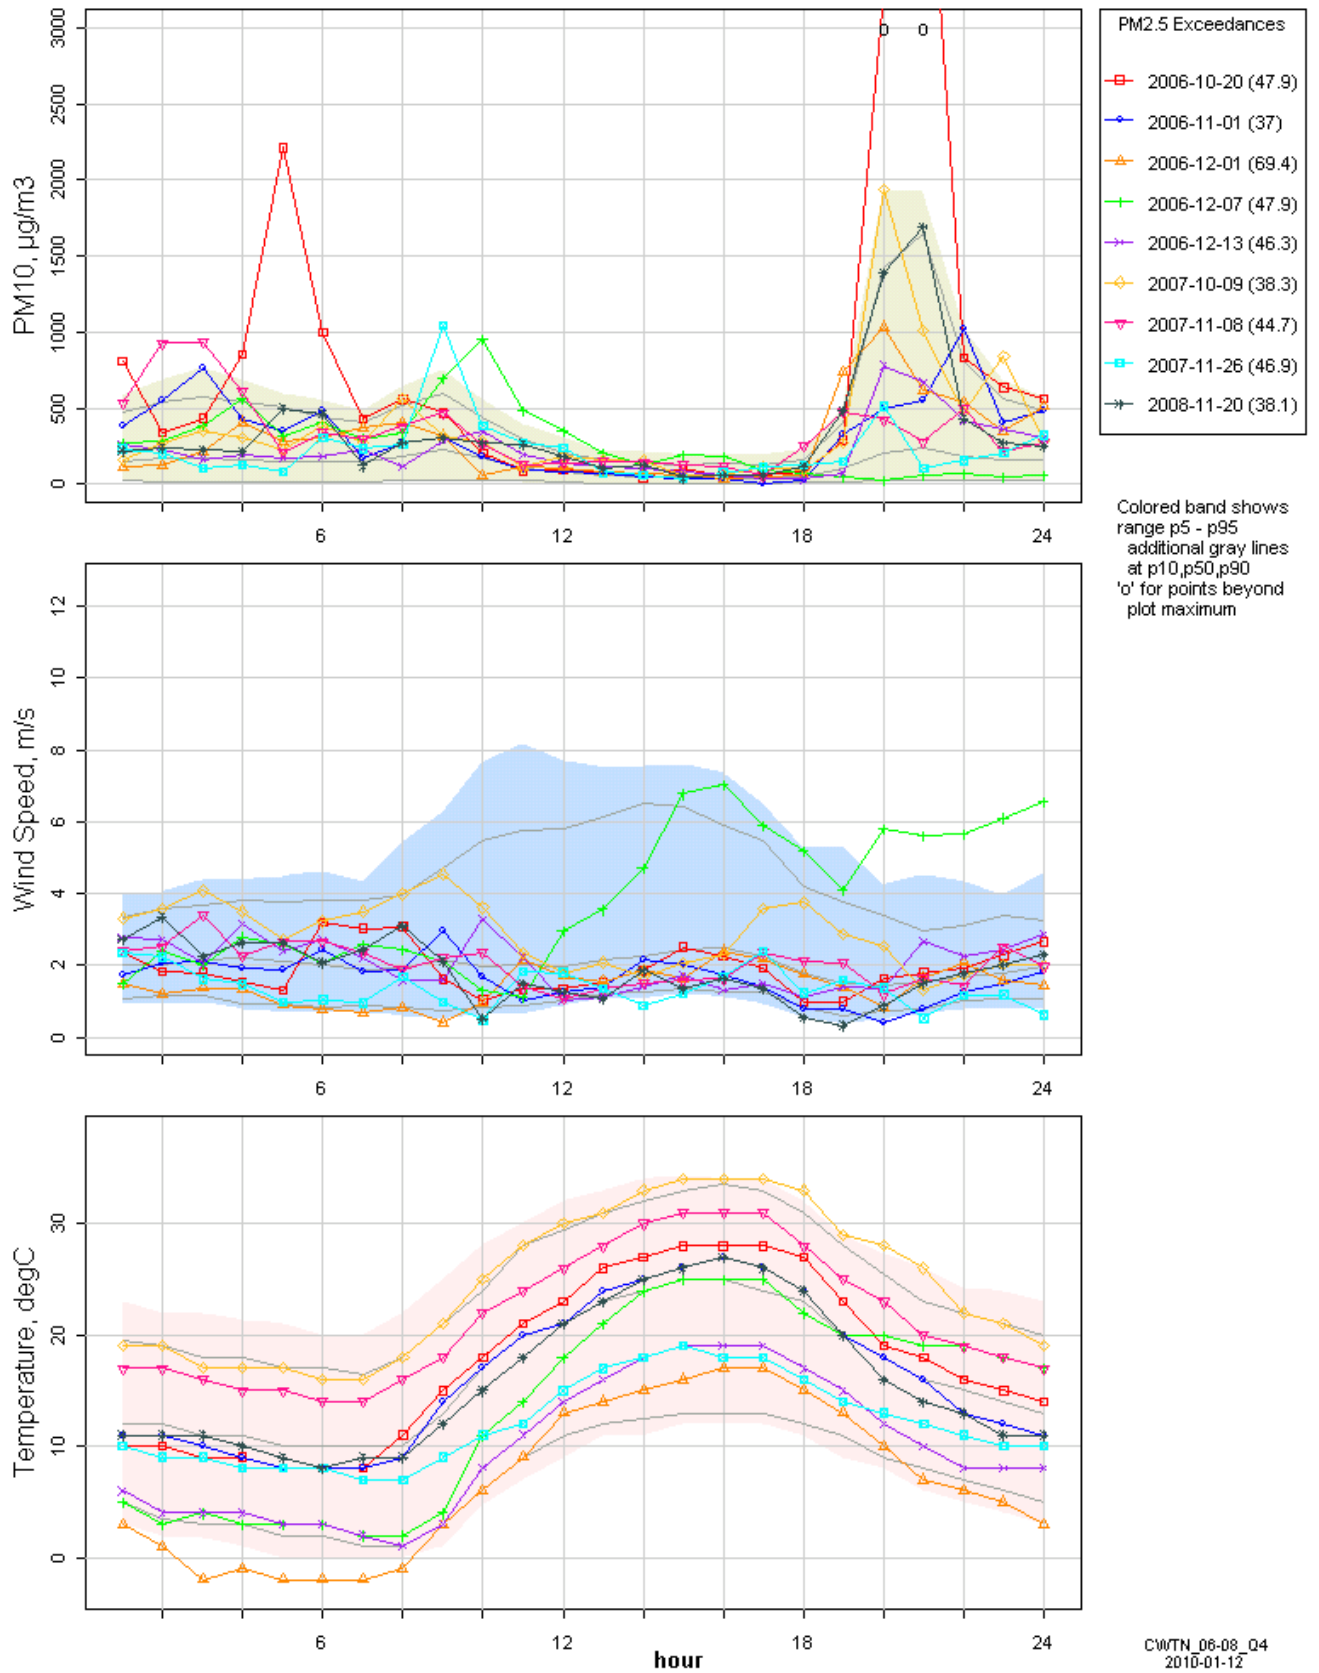 PM10, µg/m3
3000
2500
2000
1500
1000
500
0
o o
6 12 18 24
PM2.5 Exceedances
2006-10-20 (47.9)
2006-11-01 (37)
2006-12-01 (69.4)
2006-12-07 (47.9)
2006-12-13 (46.3)
2007-10-09 (38.3)
2007-11-08 (44.7)
2007-11-26 (46.9)
2008-11-20 (38.1)
Colored band shows
range p5 - p95
additional gray lines
at p10,p50,p90
'o' for points beyond
plot maximum
Wind Speed, m/s
12
10
8
6
4
2
0
6 12 18 24
Temperature, degC
30
20
10
0
6 12 18 24
hour
CWTN_06-08_Q4
2010-01-12